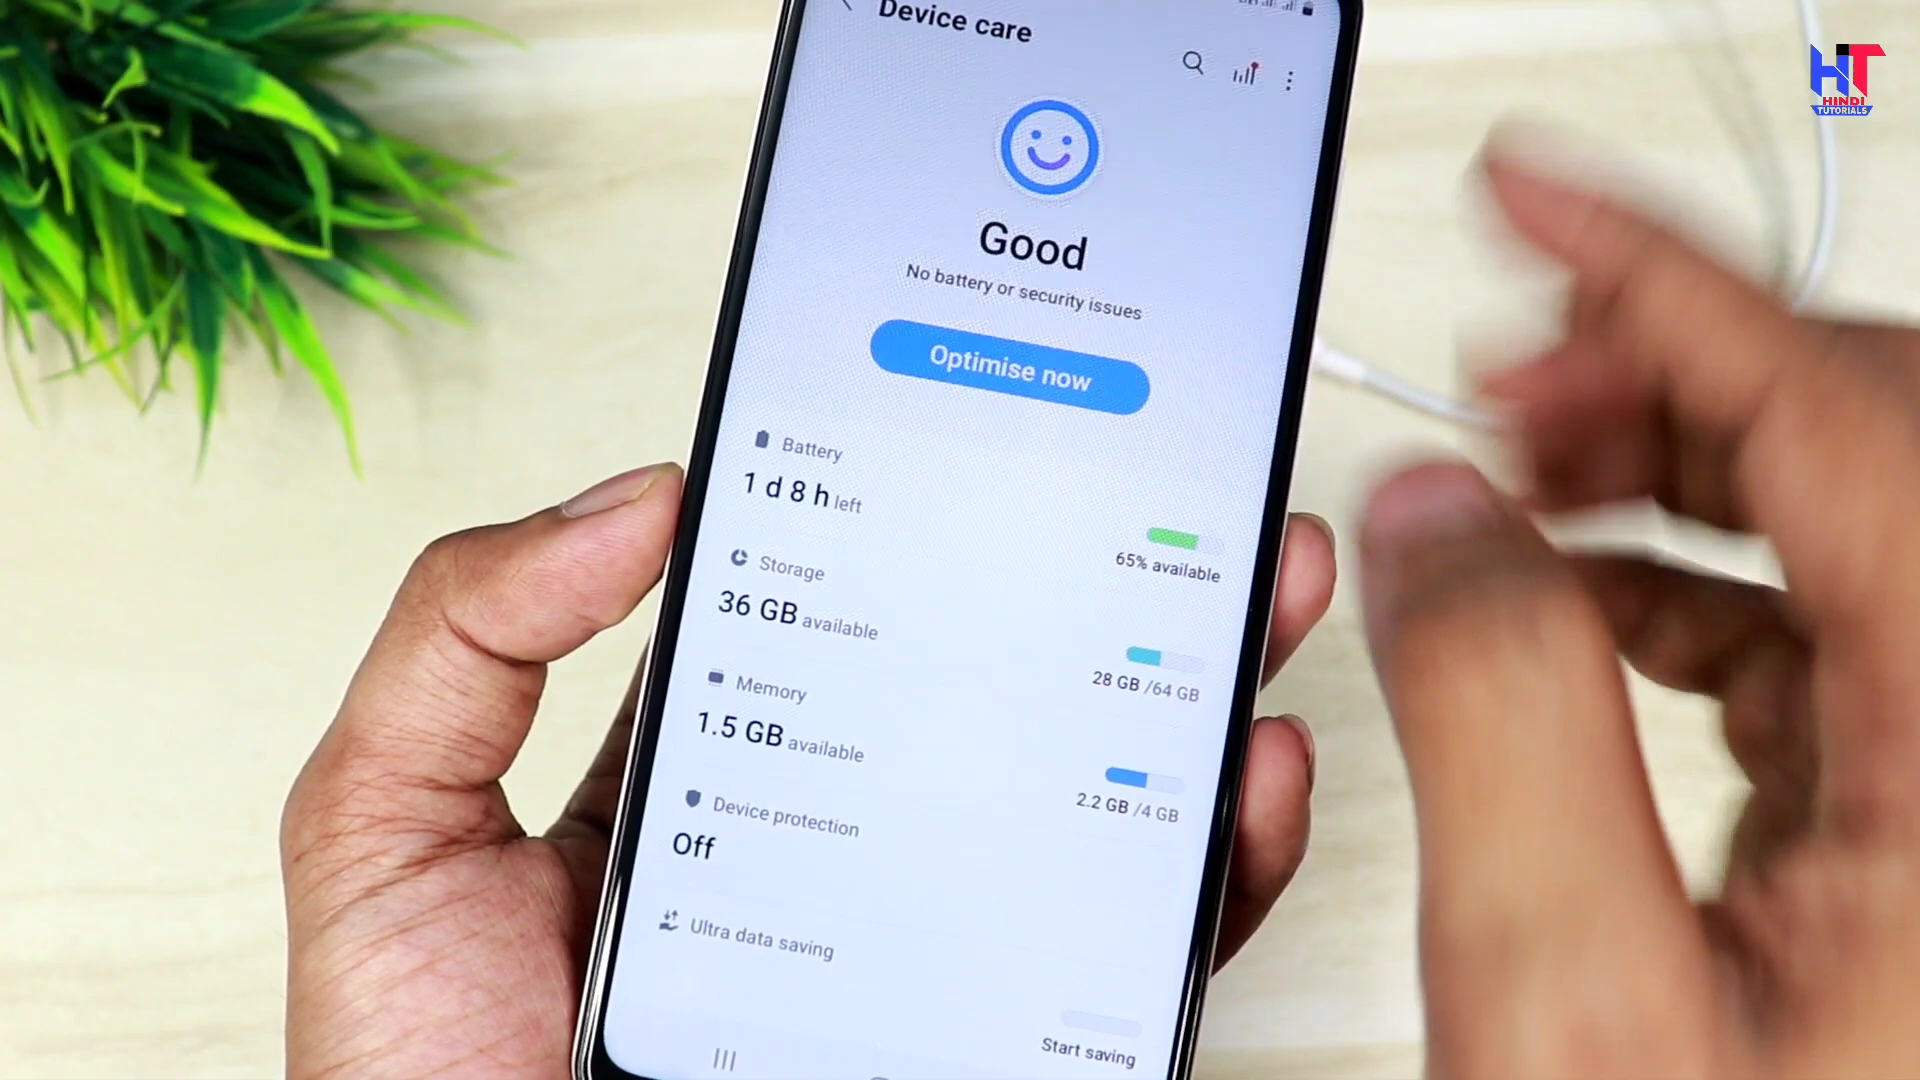 Device care
HT
HINDI
TUTORIALS
Good
No battery or security issues
Optimise now
Battery
1 d 8 h left
65% available
Storage
36 GB available
28 GB /64 GB
Memory
1.5 GB available
2.2 GB /4 GB
Device protection
Off
Ultra data saving
Start saving